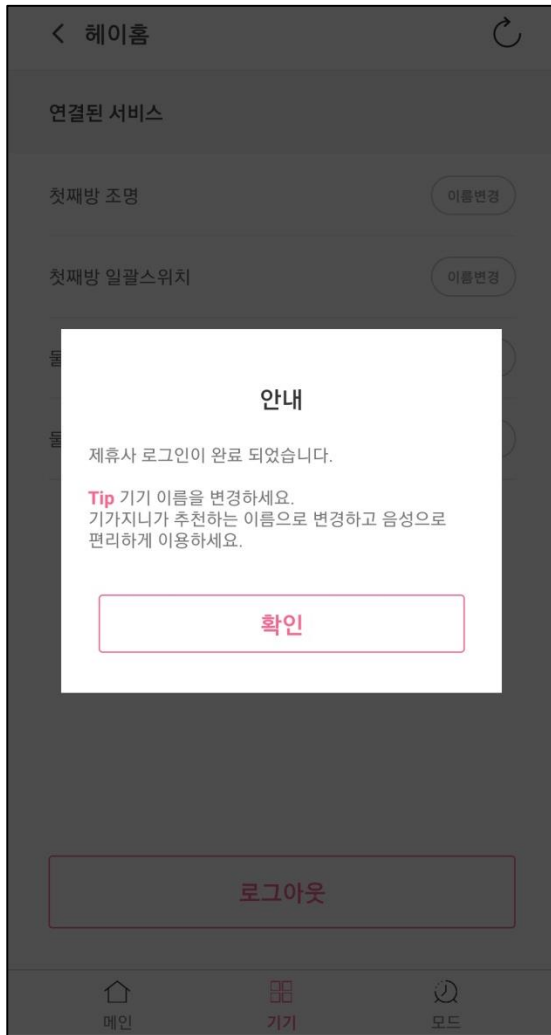 헤이홈
연결된 서비스
첫째방 조명
이름변경
첫째방 일괄스위치
이름변경
안내
제휴사 로그인이 완료 되었습니다.
Tip 기기 이름을 변경하세요.
기가지니가 추천하는 이름으로 변경하고 음성으로
편리하게 이용하세요.
확인
로그아웃
메인
기기
모드